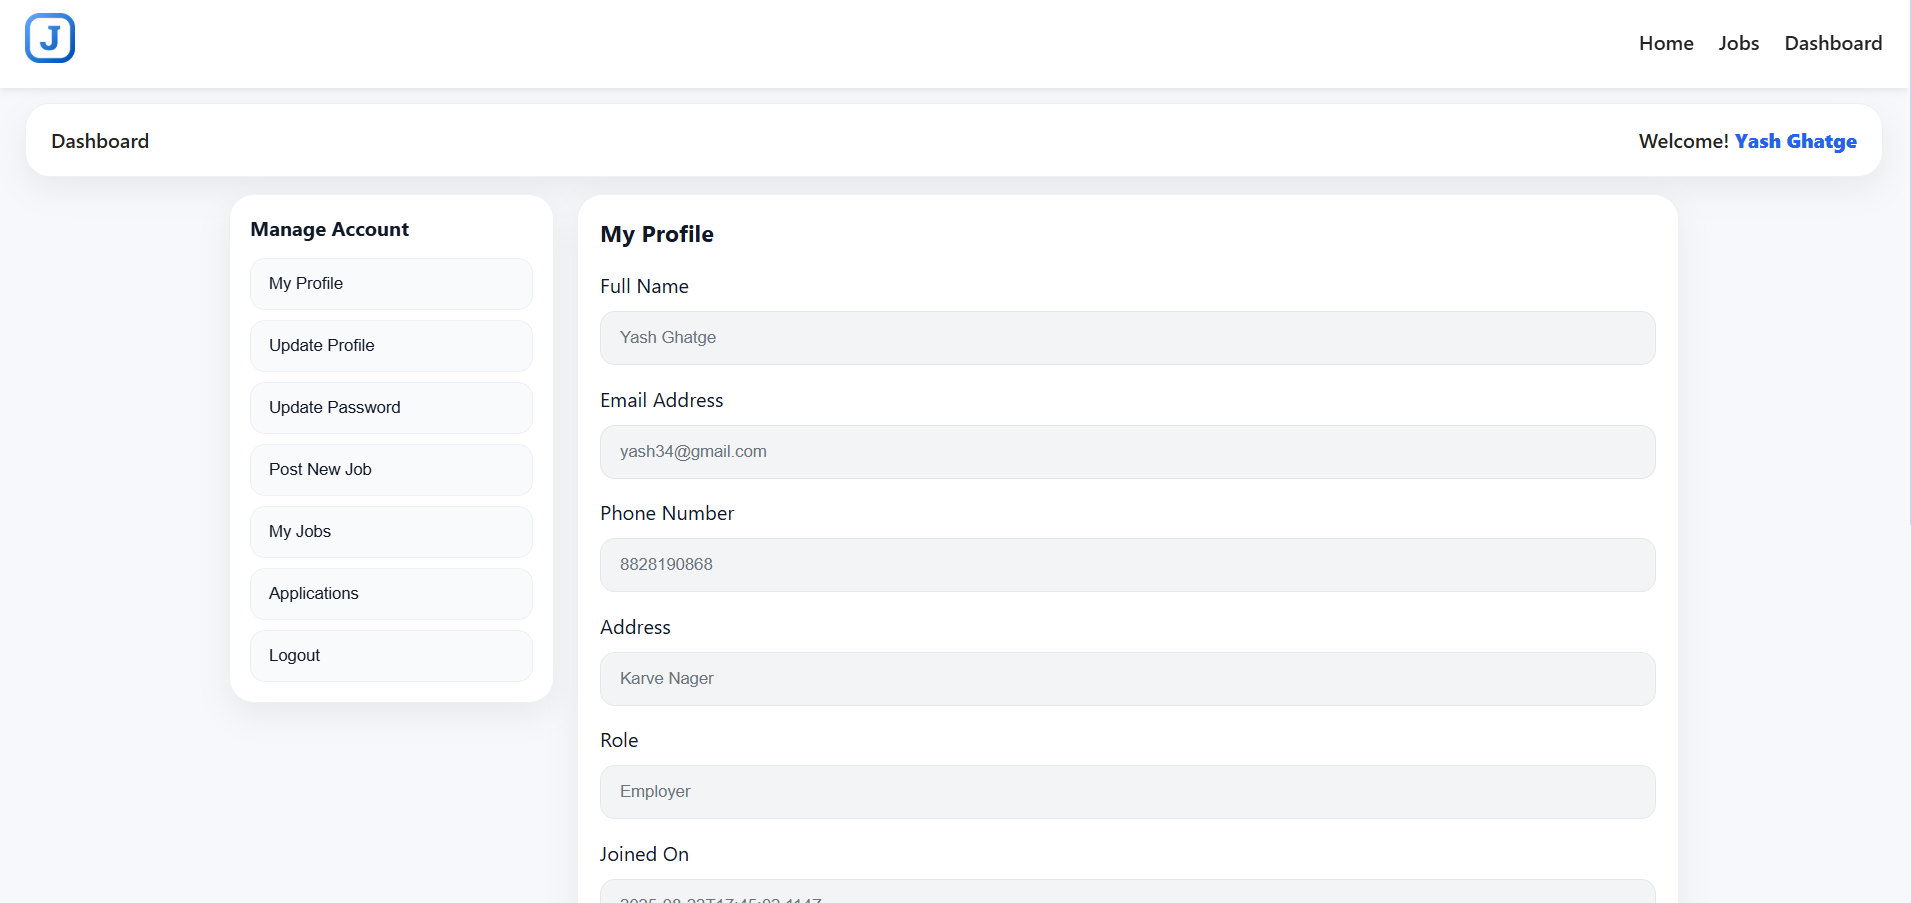 J
Home Jobs Dashboard
Dashboard
Welcome! Yash Ghatge
Manage Account
My Profile
Update Profile
Update Password
Post New Job
My Jobs
Applications
Logout
My Profile
Full Name
Yash Ghatge
Email Address
yash34@gmail.com
Phone Number
8828190868
Address
Karve Nager
Role
Employer
Joined On